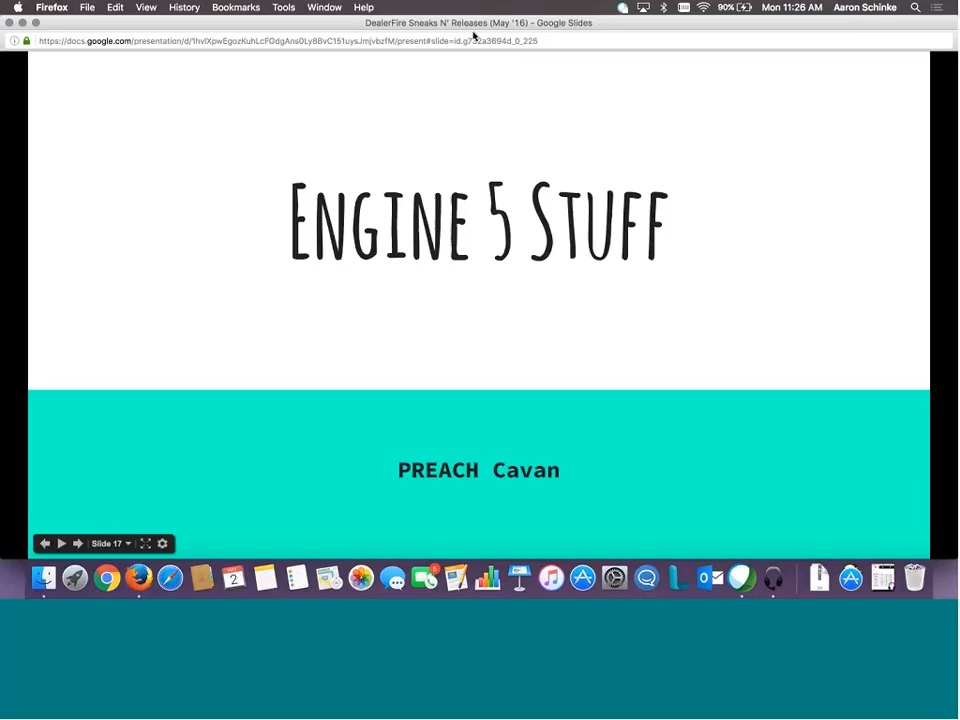 Firefox File Edit View History Bookmarks Tools Window Help 90% Mon 11:26 AM Aaron Schinke
DealerFire Sneaks N' Releases (May '16) - Google Slides
Engine 5 Stuff
PREACH Cavan
Slide 17